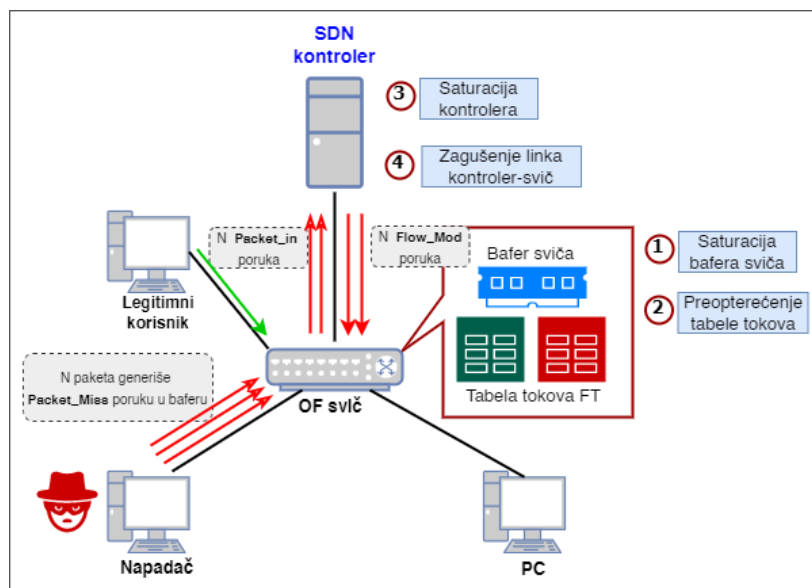 SDN
kontroler
3
Saturacija
kontrolera
4
Zagušenje linka
kontroler-svič
N Packet_in
poruka
N Flow_Mod
poruka
Bafer sviča
Tabela tokova FT
1
Saturacija
bafera sviča
2
Preopterećenje
tabele tokova
Legitimni
korisnik
N paketa generiše
Packet_Miss poruku u baferu
OF svič
Napadač
PC